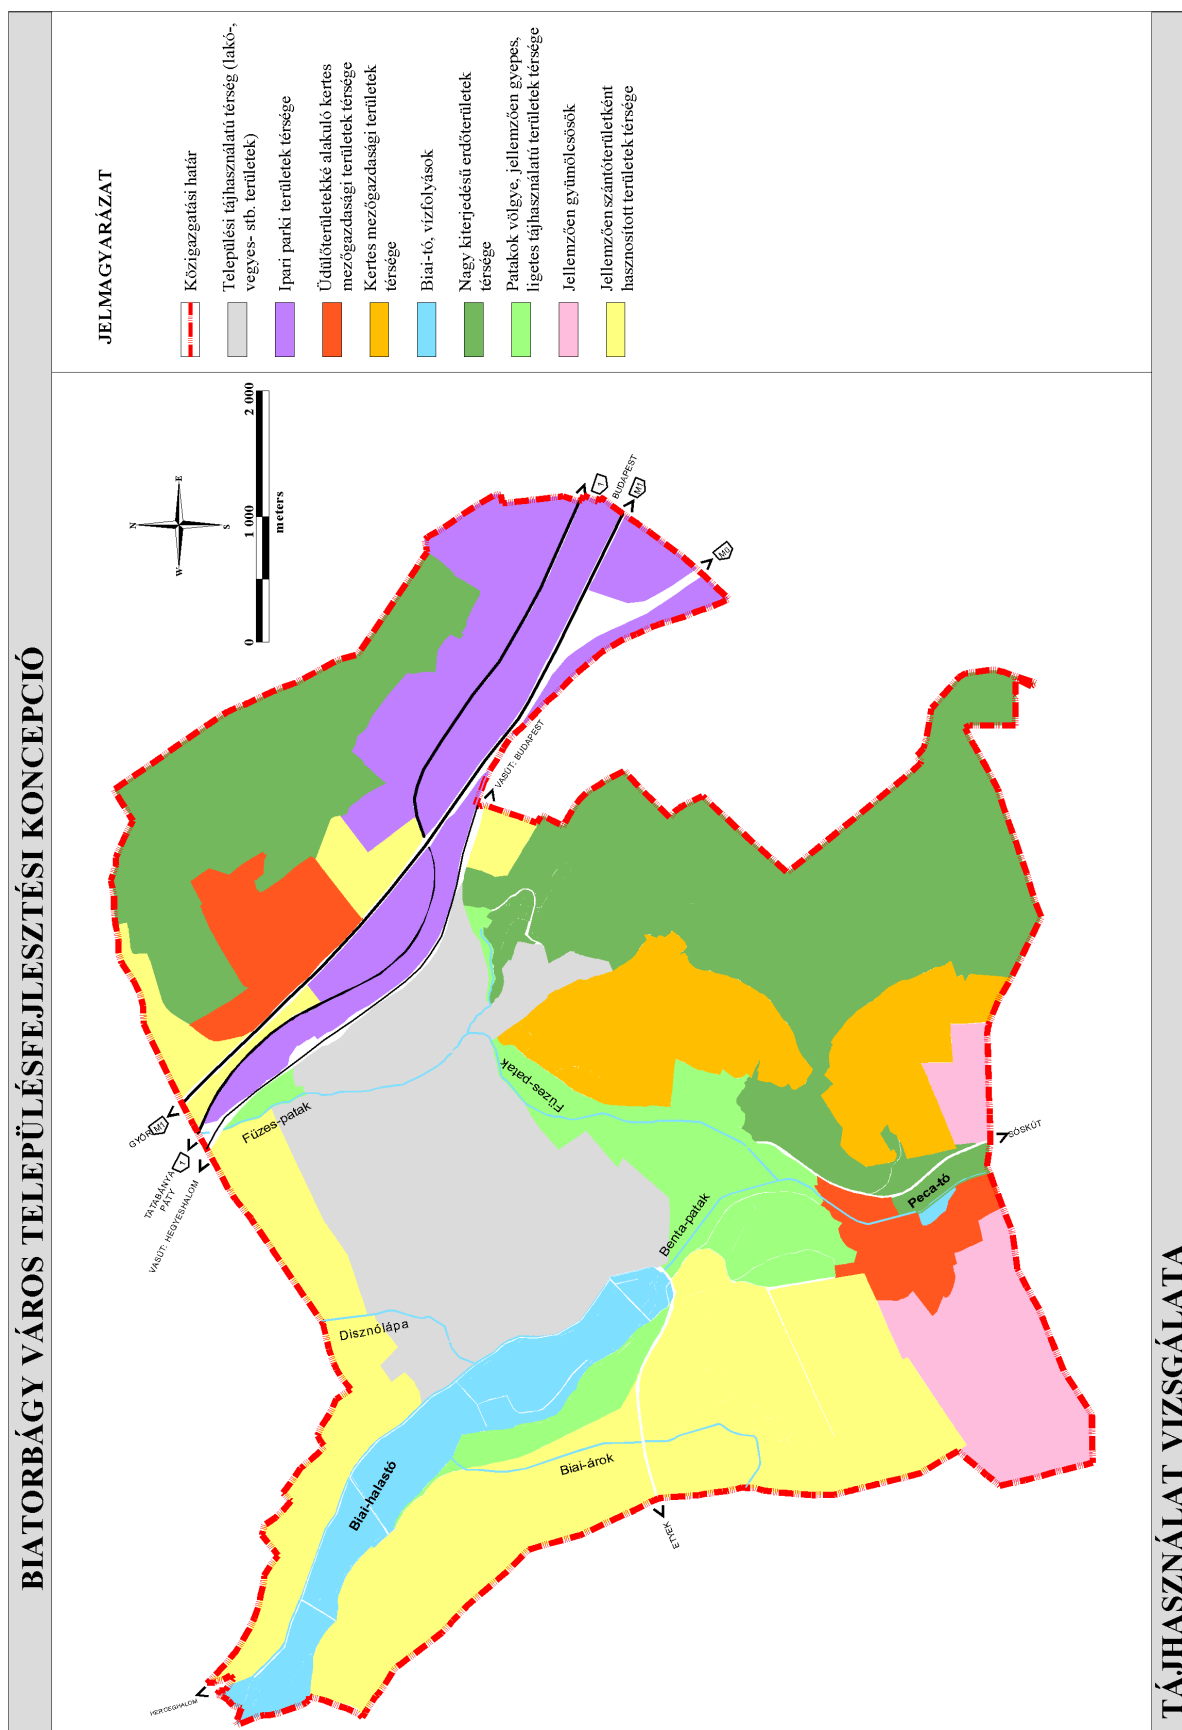 BIATORBÁGY VÁROS TELEPÜLÉSFEJLESZTÉSI KONCEPCIÓ
JELMAGYARÁZAT
Közigazgatási határ
Települési tájhasználatú térség (lakó-,
vegyes- stb. területek)
Ipari parki területek térsége
Üdülőterületekké alakuló kertes
mezőgazdasági területek térsége
Kertes mezőgazdasági területek
térsége
Biai-tó, vízfolyások
Nagy kiterjedésű erdőterületek
térsége
Patakok völgye, jellemzően gyepes,
ligetes tájhasználatú területek térsége
Jellemzően gyümölcsösök
Jellemzően szántóterületként
hasznosított területek térsége
N
E
S
W
0
1 000
2 000
meters
1
BUDAPEST
M1
M0
VASÚT: BUDAPEST
GYŐR
M1
1
TATABÁNYA
PÁTY
VASÚT: HEGYESHALOM
Füzes-patak
Füzes-patak
Benta-patak
Disznólápa
Biai-halastó
Biai-árok
Peca-tó
SÓSKÚT
ETYEK
HERCEGHALOM
TÁJHASZNÁLAT VIZSGÁLATA